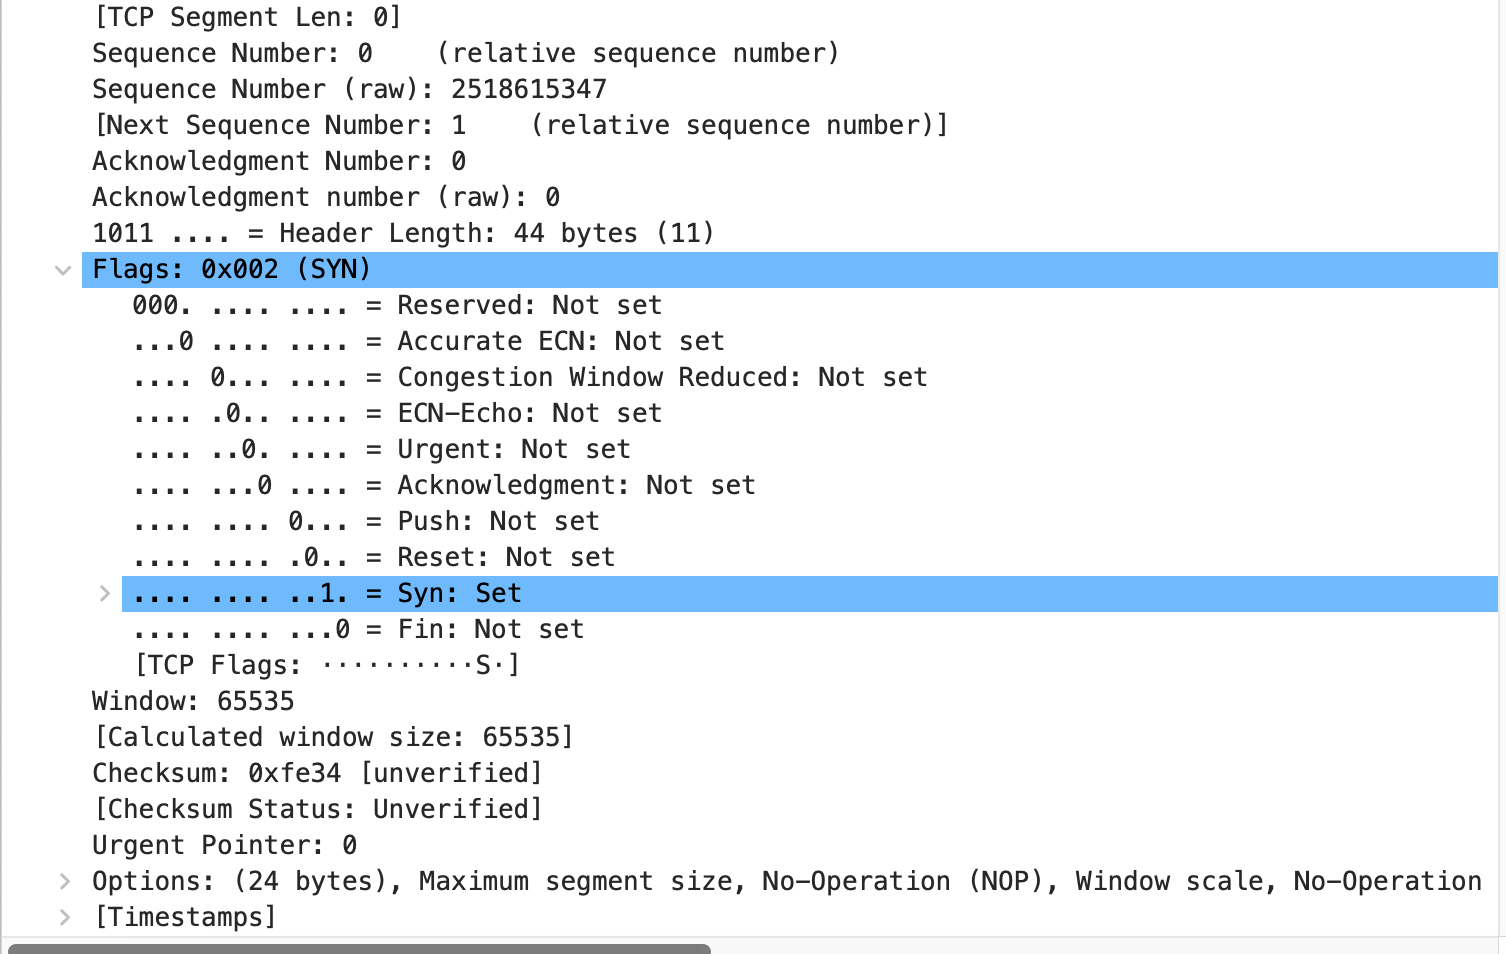 [TCP Segment Len: 0]
Sequence Number: 0    (relative sequence number)
Sequence Number (raw): 2518615347
[Next Sequence Number: 1    (relative sequence number)]
Acknowledgment Number: 0
Acknowledgment number (raw): 0
1011 .... = Header Length: 44 bytes (11)
Flags: 0x002 (SYN)
000. .... .... = Reserved: Not set
...0 .... .... = Accurate ECN: Not set
.... 0... .... = Congestion Window Reduced: Not set
.... .0.. .... = ECN-Echo: Not set
.... ..0. .... = Urgent: Not set
.... ...0 .... = Acknowledgment: Not set
.... .... 0... = Push: Not set
.... .... .0.. = Reset: Not set
.... .... ..1. = Syn: Set
.... .... ...0 = Fin: Not set
[TCP Flags: ··········S·]
Window: 65535
[Calculated window size: 65535]
Checksum: 0xfe34 [unverified]
[Checksum Status: Unverified]
Urgent Pointer: 0
Options: (24 bytes), Maximum segment size, No-Operation (NOP), Window scale, No-Operation
[Timestamps]